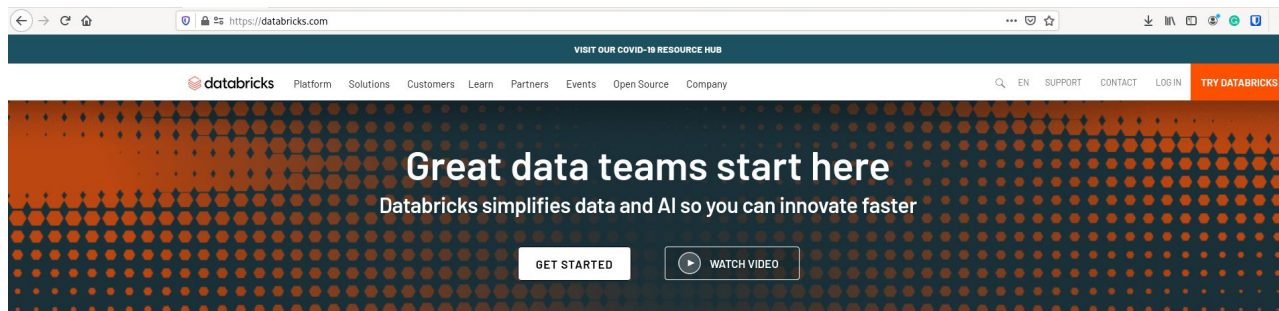 https://databricks.com
VISIT OUR COVID-19 RESOURCE HUB
databricks Platform Solutions Customers Learn Partners Events Open Source Company EN SUPPORT CONTACT LOG IN TRY DATABRICKS
Great data teams start here
Databricks simplifies data and AI so you can innovate faster
GET STARTED WATCH VIDEO